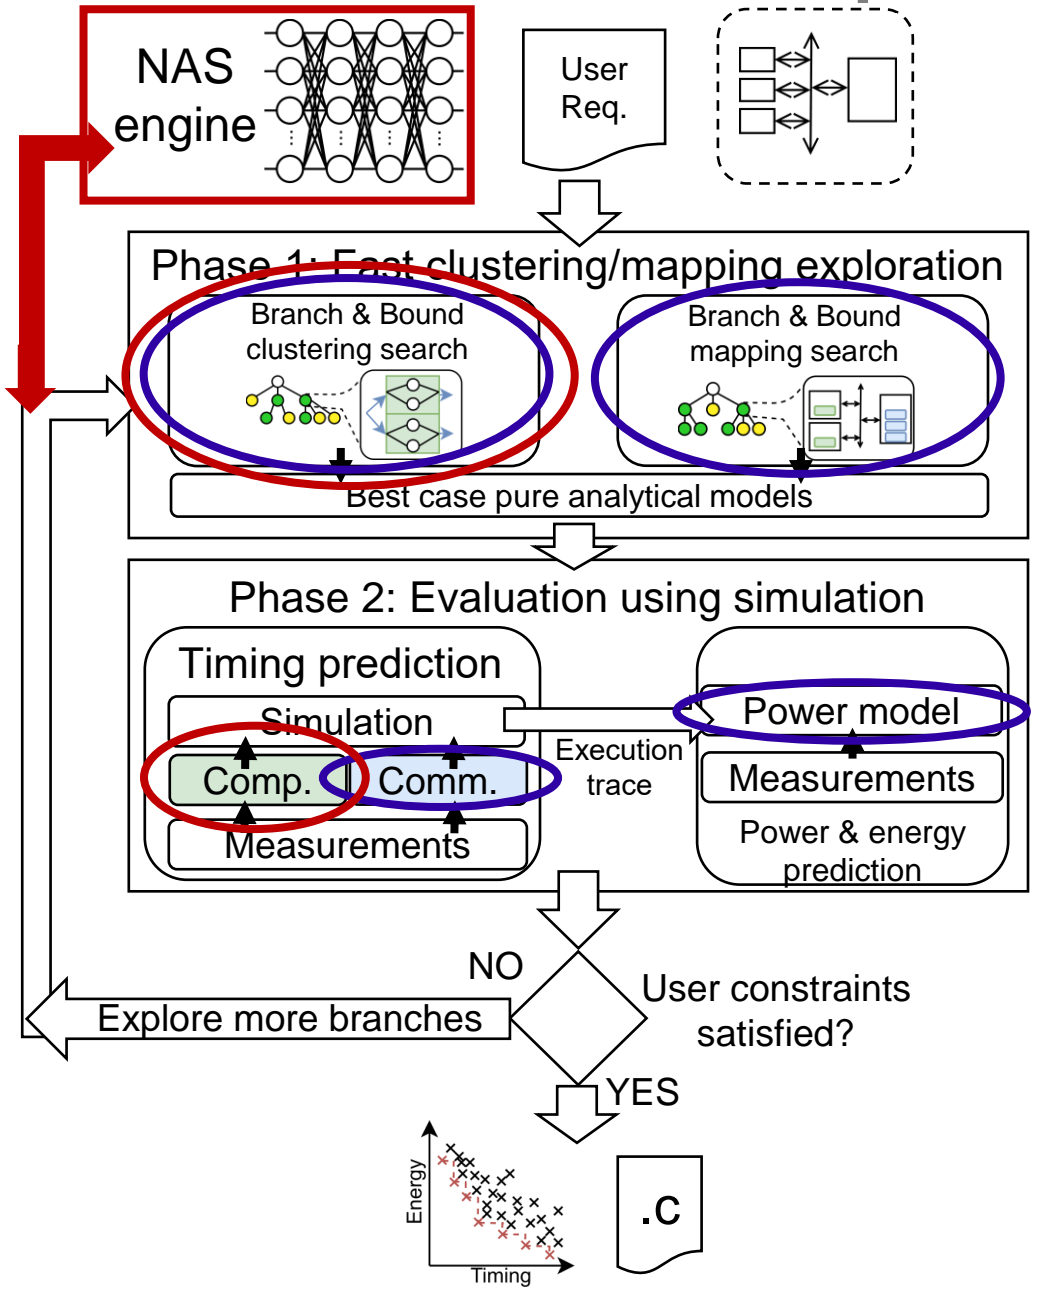 NAS
engine
User
Req.
Phase 1: Fast clustering/mapping exploration
Branch & Bound
clustering search
Branch & Bound
mapping search
Best case pure analytical models
Phase 2: Evaluation using simulation
Timing prediction
Simulation
Comp.
Comm.
Measurements
Execution
trace
Power model
Measurements
Power & energy
prediction
NO
User constraints
satisfied?
Explore more branches
YES
Energy
Timing
.c